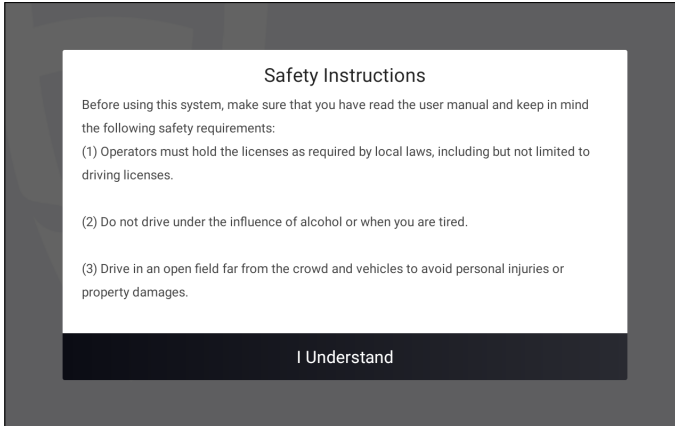 Safety Instructions
Before using this system, make sure that you have read the user manual and keep in mind
the following safety requirements:
(1) Operators must hold the licenses as required by local laws, including but not limited to
driving licenses.
(2) Do not drive under the influence of alcohol or when you are tired.
(3) Drive in an open field far from the crowd and vehicles to avoid personal injuries or
property damages.
I Understand